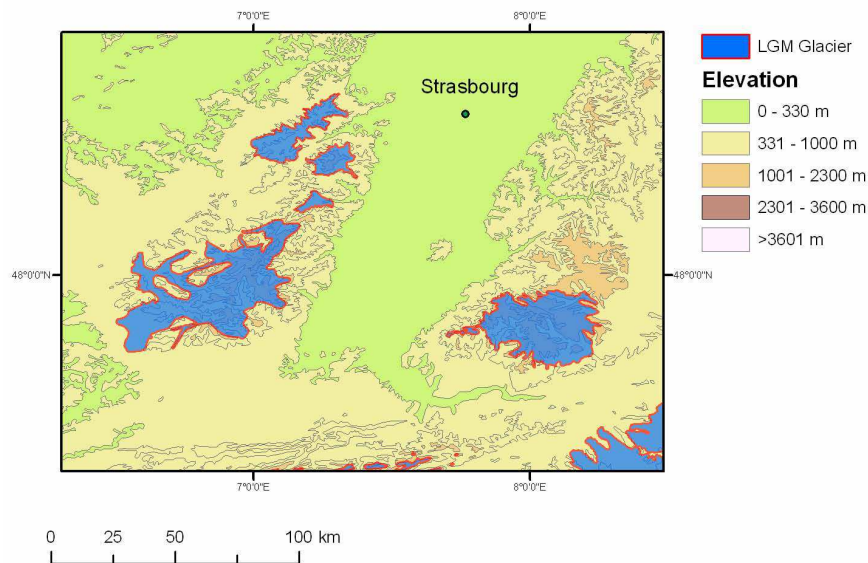 7°0'0"E 8°0'0"E
LGM Glacier
Elevation
0 - 330 m
331 - 1000 m
1001 - 2300 m
2301 - 3600 m
>3601 m
Strasbourg
48°0'0"N 48°0'0"N
7°0'0"E 8°0'0"E
0 25 50 100 km